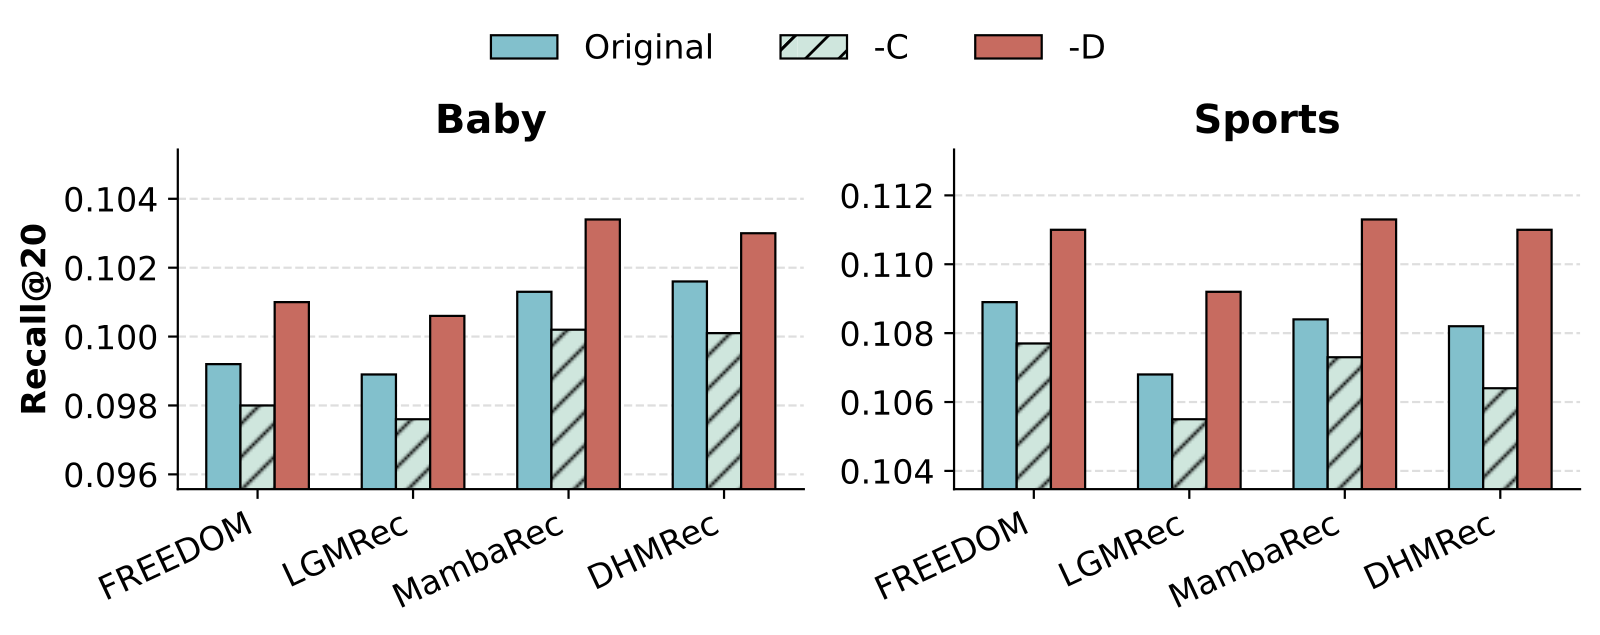 Original -C -D
Baby
Sports
Recall@20
0.104
0.102
0.100
0.098
0.096
FREEDOM LGMRec MambaRec DHMRec
0.112
0.110
0.108
0.106
0.104
FREEDOM LGMRec MambaRec DHMRec